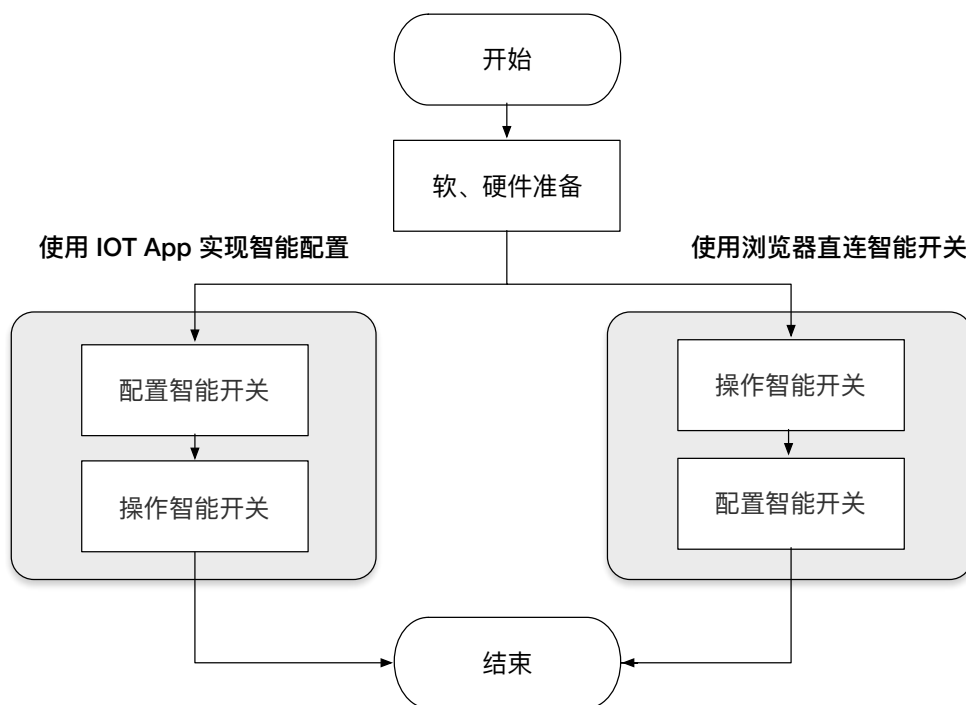 开始
软、硬件准备
使用 IOT App 实现智能配置
使用浏览器直连智能开关
配置智能开关
操作智能开关
操作智能开关
配置智能开关
结束